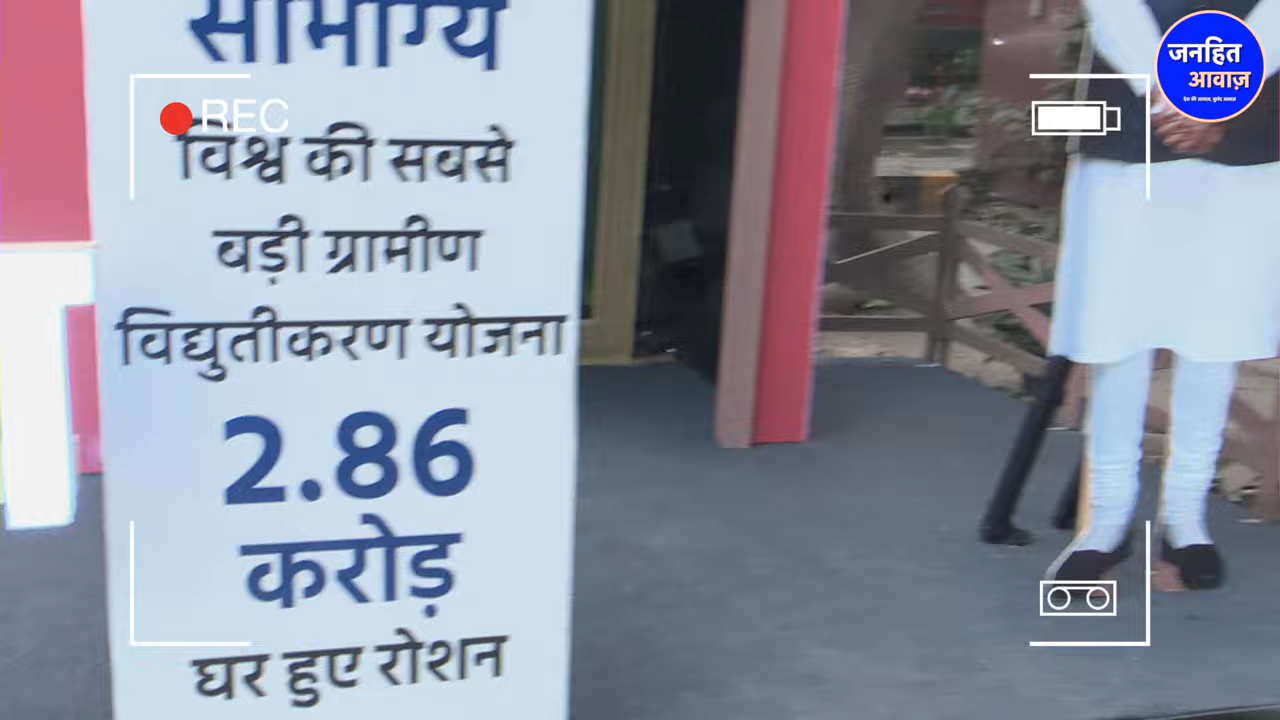 सौभाग्य
REC
विश्व की सबसे
बड़ी ग्रामीण
विद्युतीकरण योजना
2.86
करोड़
घर हुए रोशन
जनहित
आवाज़